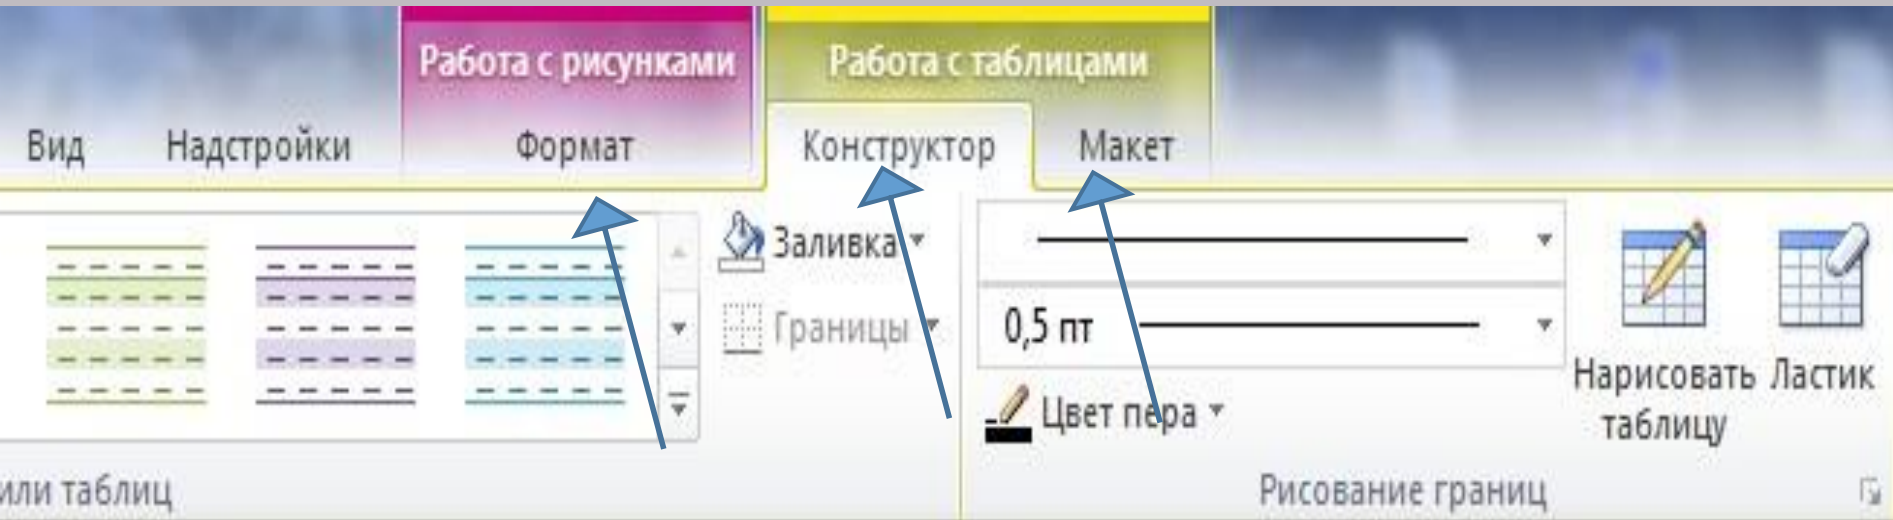 Работа с рисунками
Работа с таблицами
Вид
Надстройки
Формат
Конструктор
Макет
Заливка
Границы
0,5 пт
Цвет пера
Нарисовать
таблицу
Ластик
или таблиц
Рисование границ